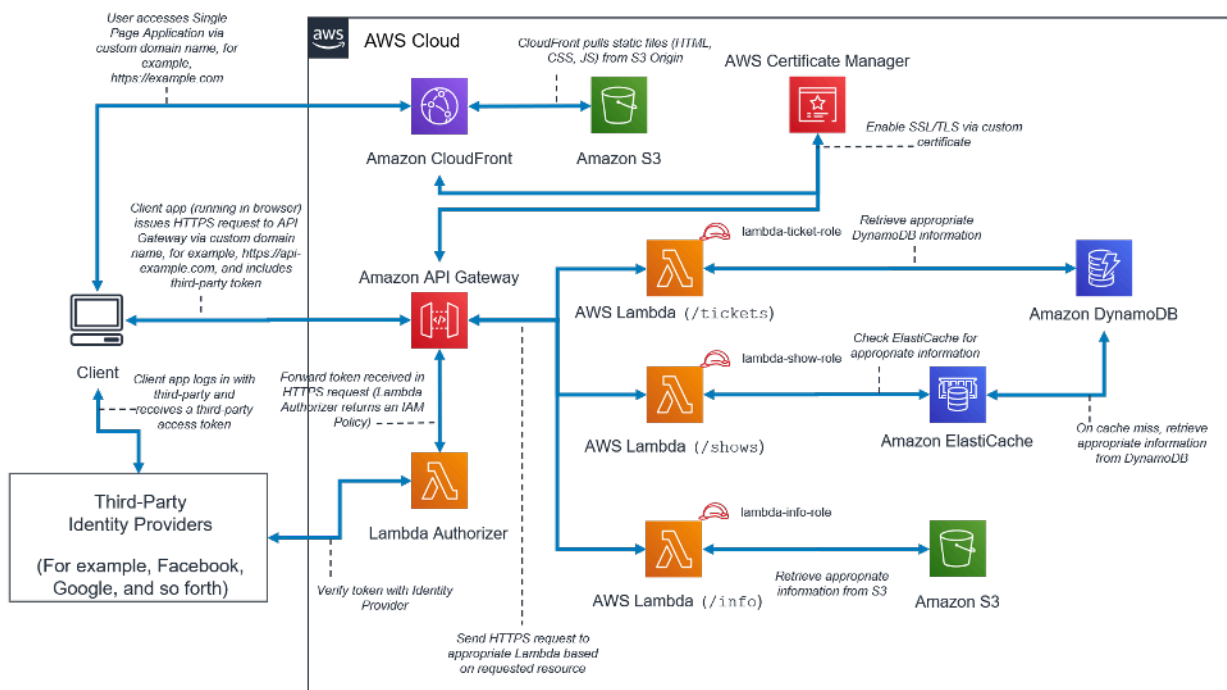 User accesses Single
Page Application via
custom domain name, for
example,
https://example.com
aws
AWS Cloud
CloudFront pulls static files (HTML,
CSS, JS) from S3 Origin
AWS Certificate Manager
Enable SSL/TLS via custom
certificate
Amazon CloudFront
Amazon S3
Client app (running in browser)
issues HTTPS request to API
Gateway via custom domain
name, for example, https://api-
example.com, and includes
third-party token
Amazon API Gateway
lambda-ticket-role
Retrieve appropriate
DynamoDB information
AWS Lambda (/tickets)
Amazon DynamoDB
Client
Client app logs in with
third-party and
receives a third-party
access token
Forward token received in
HTTPS request (Lambda
Authorizer returns an IAM
Policy)
lambda-show-role
Check ElastiCache for
appropriate information
AWS Lambda (/shows)
Amazon ElastiCache
On cache miss, retrieve
appropriate information
from DynamoDB
Third-Party
Identity Providers
(For example, Facebook,
Google, and so forth)
Lambda Authorizer
Verify token with Identity
Provider
lambda-info-role
AWS Lambda (/info)
Retrieve appropriate
information from S3
Amazon S3
Send HTTPS request to
appropriate Lambda based
on requested resource